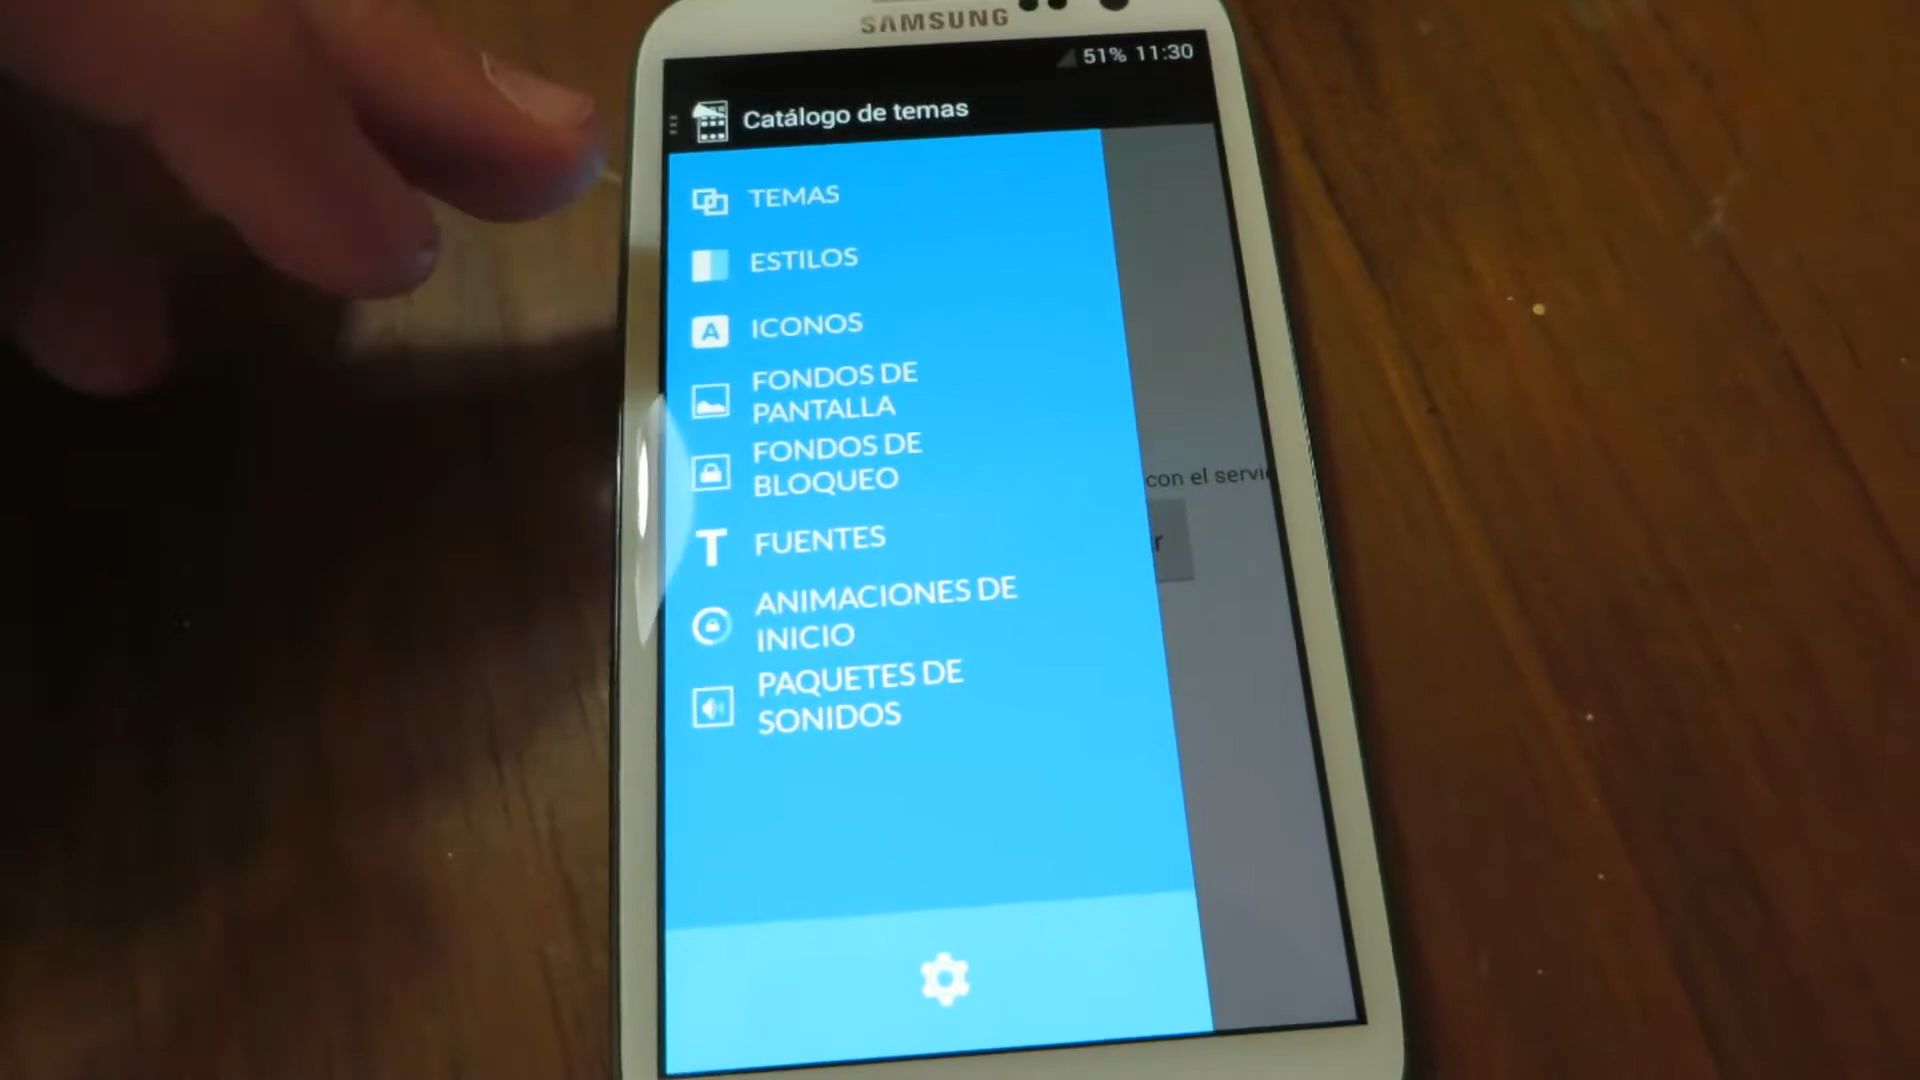 SAMSUNG
51% 11:30
Catálogo de temas
TEMAS
ESTILOS
A ICONOS
FONDOS DE
PANTALLA
FONDOS DE
BLOQUEO
T FUENTES
ANIMACIONES DE
INICIO
PAQUETES DE
SONIDOS
con el servi
r